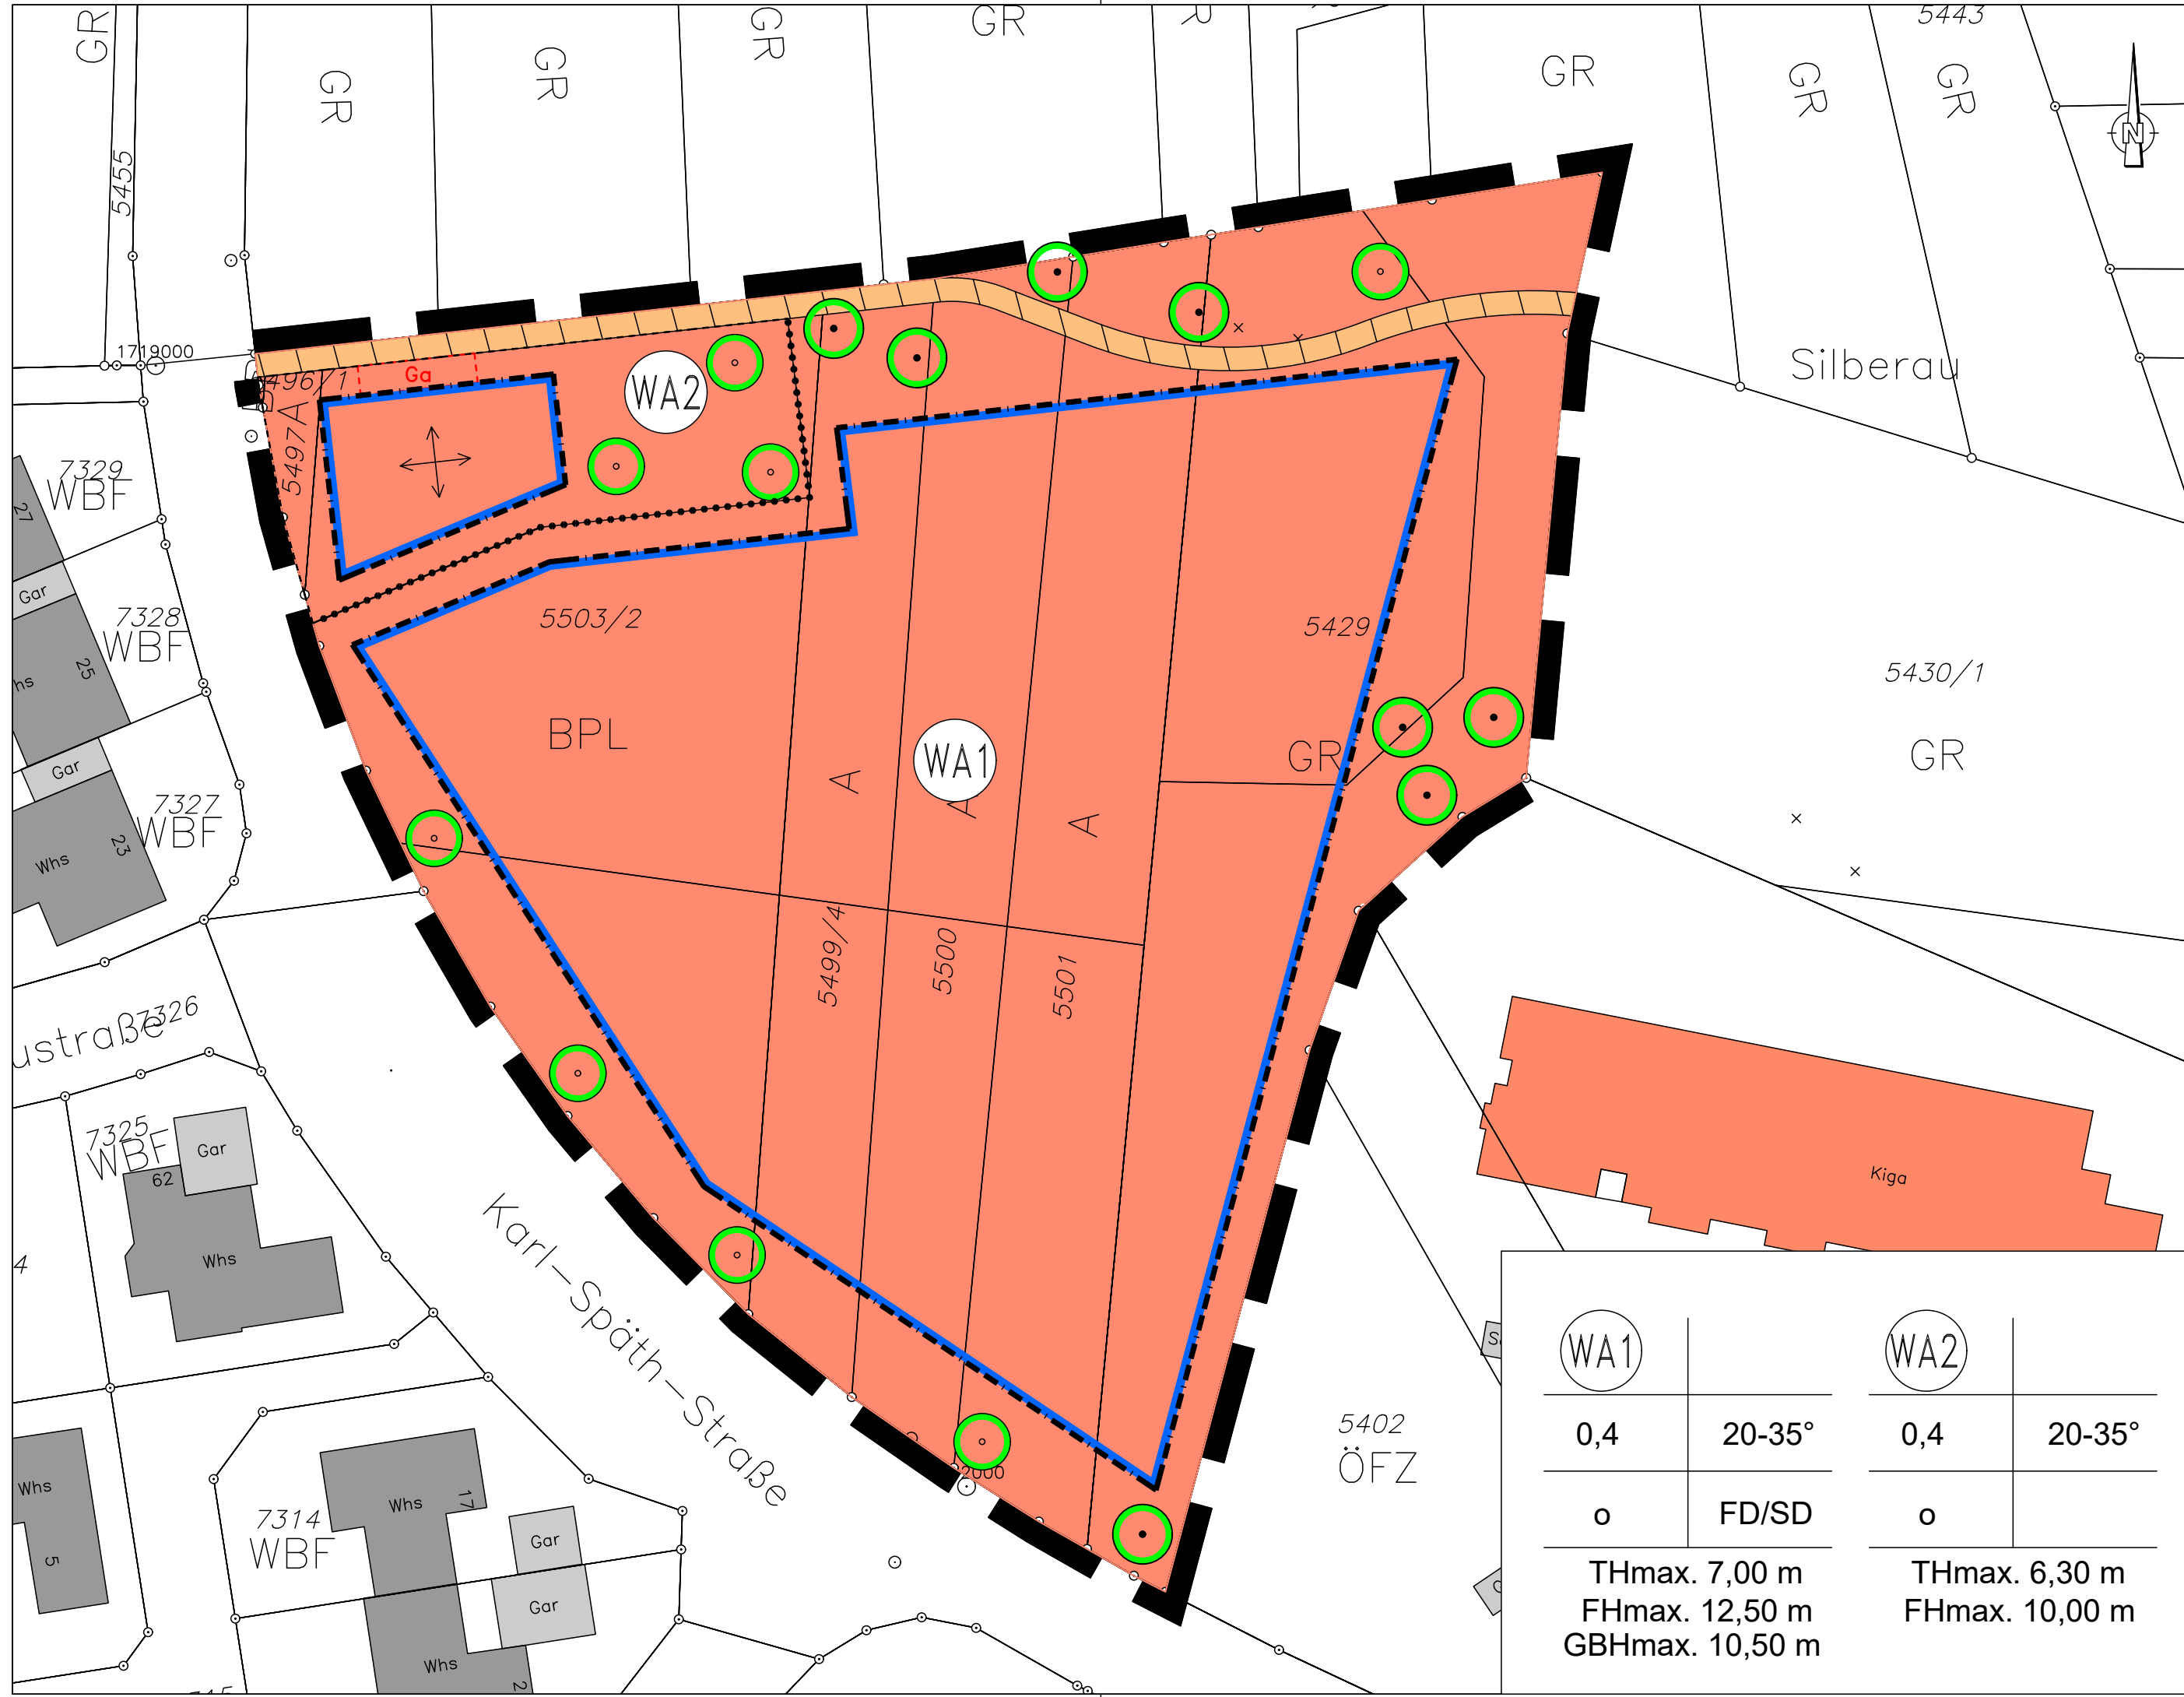 GR
GR
GR
GR
GR
GR
GR
GR
5443
N
5455
1719000
Silberau
5496/1
5497
A
Ga
WA2
7329
WBF
27
Gar
7328
WBF
25
5503/2
5429
5430/1
GR
BPL
WA1
GR
A
A
A
Gar
7327
WBF
Whs
23
5499/4
5500
5501
7326
ustraße
7325
WBF
Gar
62
Whs
Kiga
4
Karl-Späth-Straße
5402
ÖFZ
2000
Whs
5
7314
WBF
Whs
17
Gar
Gar
Whs
2
WA1
WA2
0,4 20-35° 0,4 20-35°
o FD/SD o
THmax. 7,00 m
FHmax. 12,50 m
GBHmax. 10,50 m
THmax. 6,30 m
FHmax. 10,00 m